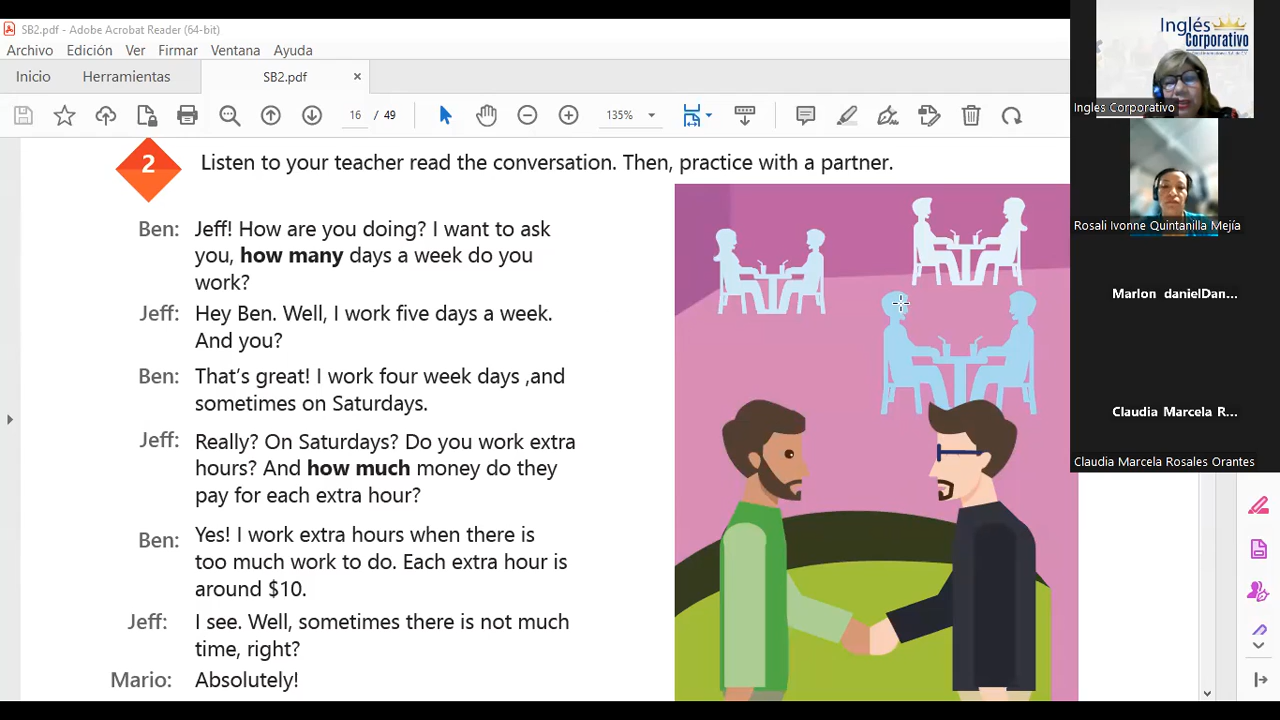 SB2.pdf - Adobe Acrobat Reader (64-bit)
Archivo Edición Ver Firmar Ventana Ayuda
Inicio Herramientas SB2.pdf ×
16 / 49 135%
2 Listen to your teacher read the conversation. Then, practice with a partner.
Ben: Jeff! How are you doing? I want to ask
you, how many days a week do you
work?
Jeff: Hey Ben. Well, I work five days a week.
And you?
Ben: That's great! I work four week days ,and
sometimes on Saturdays.
Jeff: Really? On Saturdays? Do you work extra
hours? And how much money do they
pay for each extra hour?
Ben: Yes! I work extra hours when there is
too much work to do. Each extra hour is
around $10.
Jeff: I see. Well, sometimes there is not much
time, right?
Mario: Absolutely!
Inglés
Corporativo
Ingles Corporativo
Rosali Ivonne Quintanilla Mejía
Marlon danielDan...
Claudia Marcela R...
Claudia Marcela Rosales Orantes